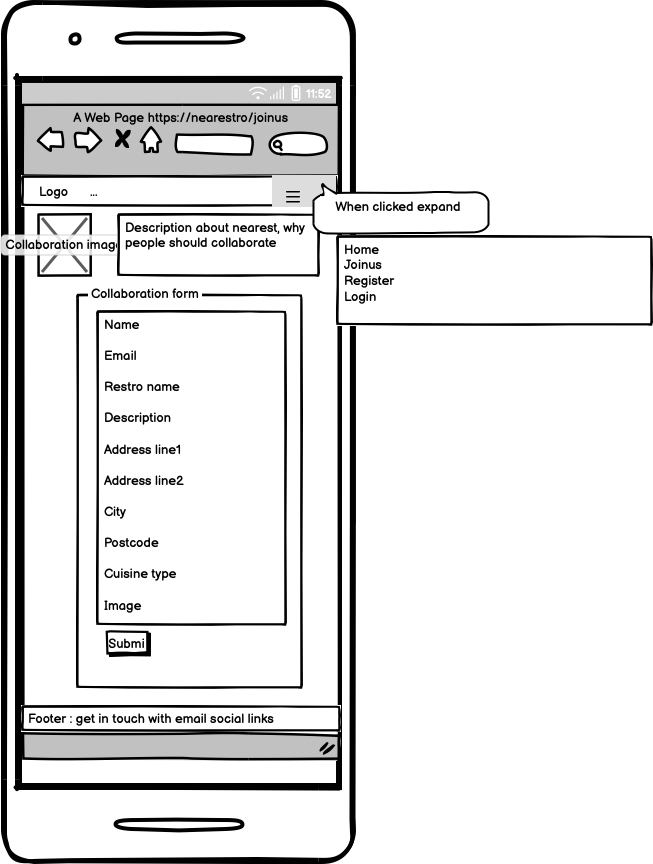 11:52
A Web Page https://nearestro/joinus
Logo ...
When clicked expand
Description about nearest, why
people should collaborate
Collaboration image
Home
Joinus
Register
Login
Collaboration form
Name
Email
Restro name
Description
Address line1
Address line2
City
Postcode
Cuisine type
Image
Submi
Footer : get in touch with email social links